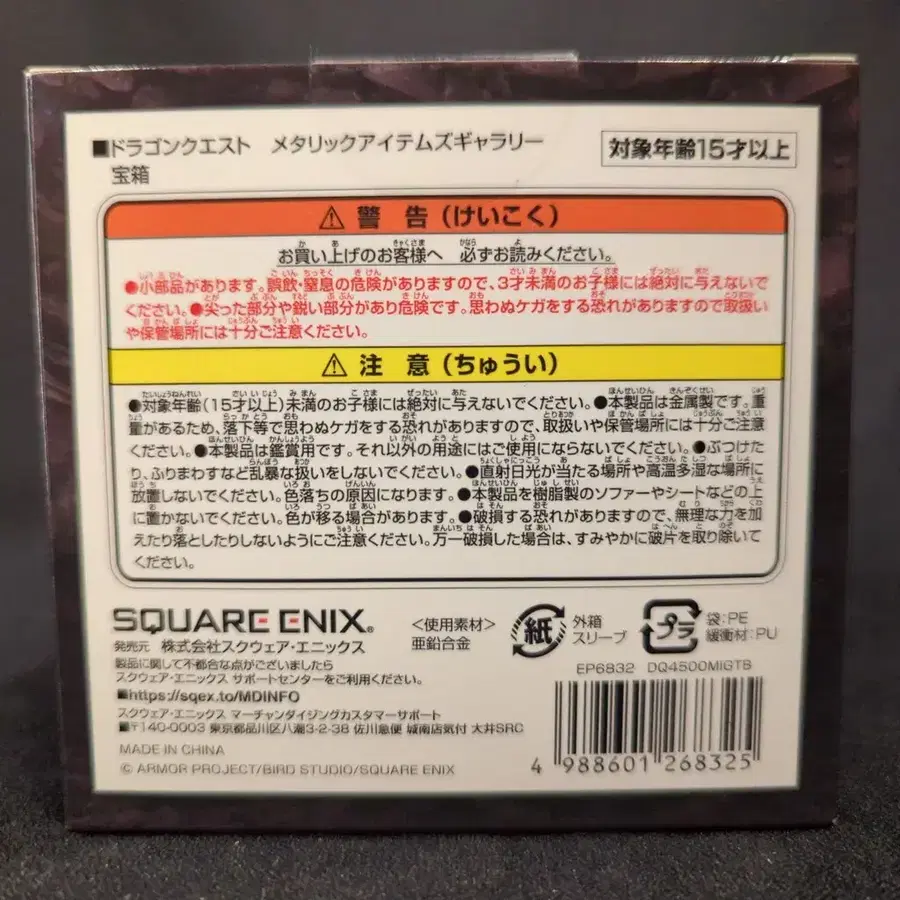 ■ドラゴンクエスト メタリックアイテムズギャラリー
宝箱
対象年齢15才以上
⚠ 警 告(けいこく)
お買い上げのお客様へ 必ずお読みください。
●小部品があります。誤飲・窒息の危険がありますので、3才未満のお子様には絶対に与えないで
ください。●尖った部分や鋭い部分があり危険です。思わぬケガをする恐れがありますので取扱い
や保管場所には十分ご注意ください。
⚠ 注 意(ちゅうい)
●対象年齢(15才以上)未満のお子様には絶対に与えないでください。●本製品は金属製です。重
量があるため、落下等で思わぬケガをする恐れがありますので、取扱いや保管場所には十分ご注意
ください。●本製品は鑑賞用です。それ以外の用途にはご使用にならないでください。●ぶつけた
り、ふりまわすなど乱暴な扱いをしないでください。●直射日光が当たる場所や高温多湿な場所に
放置しないでください。色落ちの原因になります。●本製品を樹脂製のソファーやシートなどの上
に置かないでください。色が移る場合があります。●破損する恐れがありますので、無理な力を加
えたり落としたりしないようにご注意ください。万一破損した場合は、すみやかに破片を取り除いて
ください。
SQUARE ENIX®
発売元 株式会社スクウェア・エニックス
製品に関して不都合な点がございましたら
スクウェア・エニックス サポートセンターをご利用ください。
■https://sqex.to/MDINFO
スクウェア・エニックス マーチャンダイジングカスタマーサポート
■〒140-0003 東京都品川区八潮3-2-38 佐川急便 城南店気付 大井SRC
MADE IN CHINA
© ARMOR PROJECT/BIRD STUDIO/SQUARE ENIX
<使用素材>
亜鉛合金
紙
外箱
スリーブ
プラ
袋:PE
緩衝材:PU
EP6832 DQ4500MIGTB
4 988601 268325